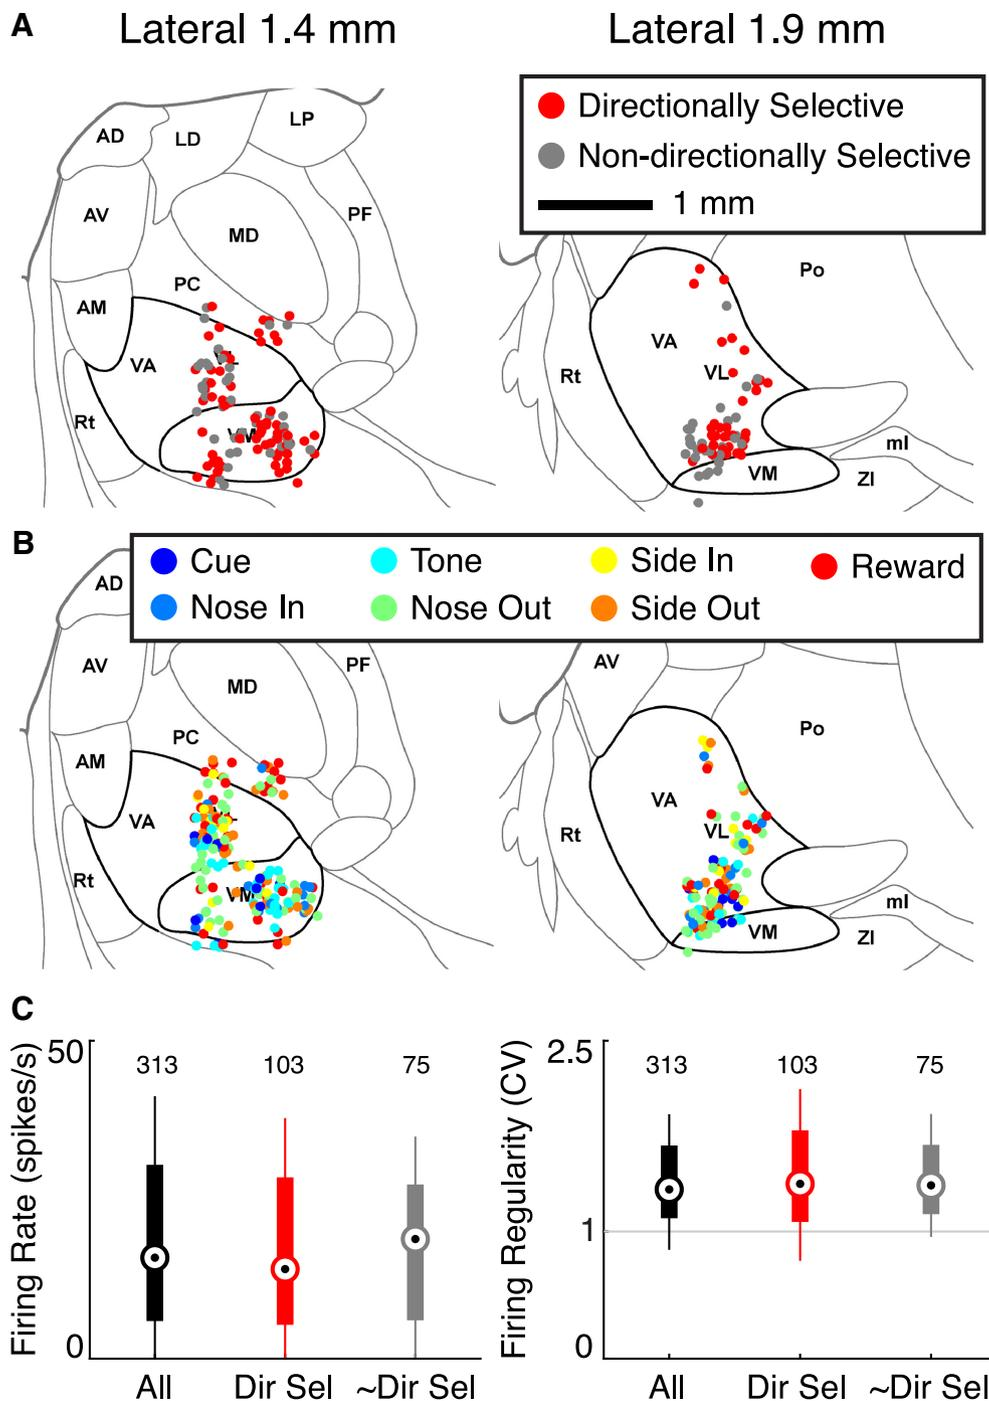 A
Lateral 1.4 mm
Lateral 1.9 mm
Directionally Selective
Non-directionally Selective
1 mm
AD
LD
LP
AV
MD
PF
PC
AM
VA
VL
Rt
VM
Po
VA
VL
Rt
ml
VM
ZI
B
Cue
Tone
Side In
Reward
Nose In
Nose Out
Side Out
AD
AV
MD
PF
PC
AM
VA
VL
Rt
VM
AV
Po
VA
VL
Rt
ml
VM
ZI
C
Firing Rate (spikes/s)
50
0
313
103
75
All
Dir Sel
~Dir Sel
Firing Regularity (CV)
2.5
1
0
313
103
75
All
Dir Sel
~Dir Sel